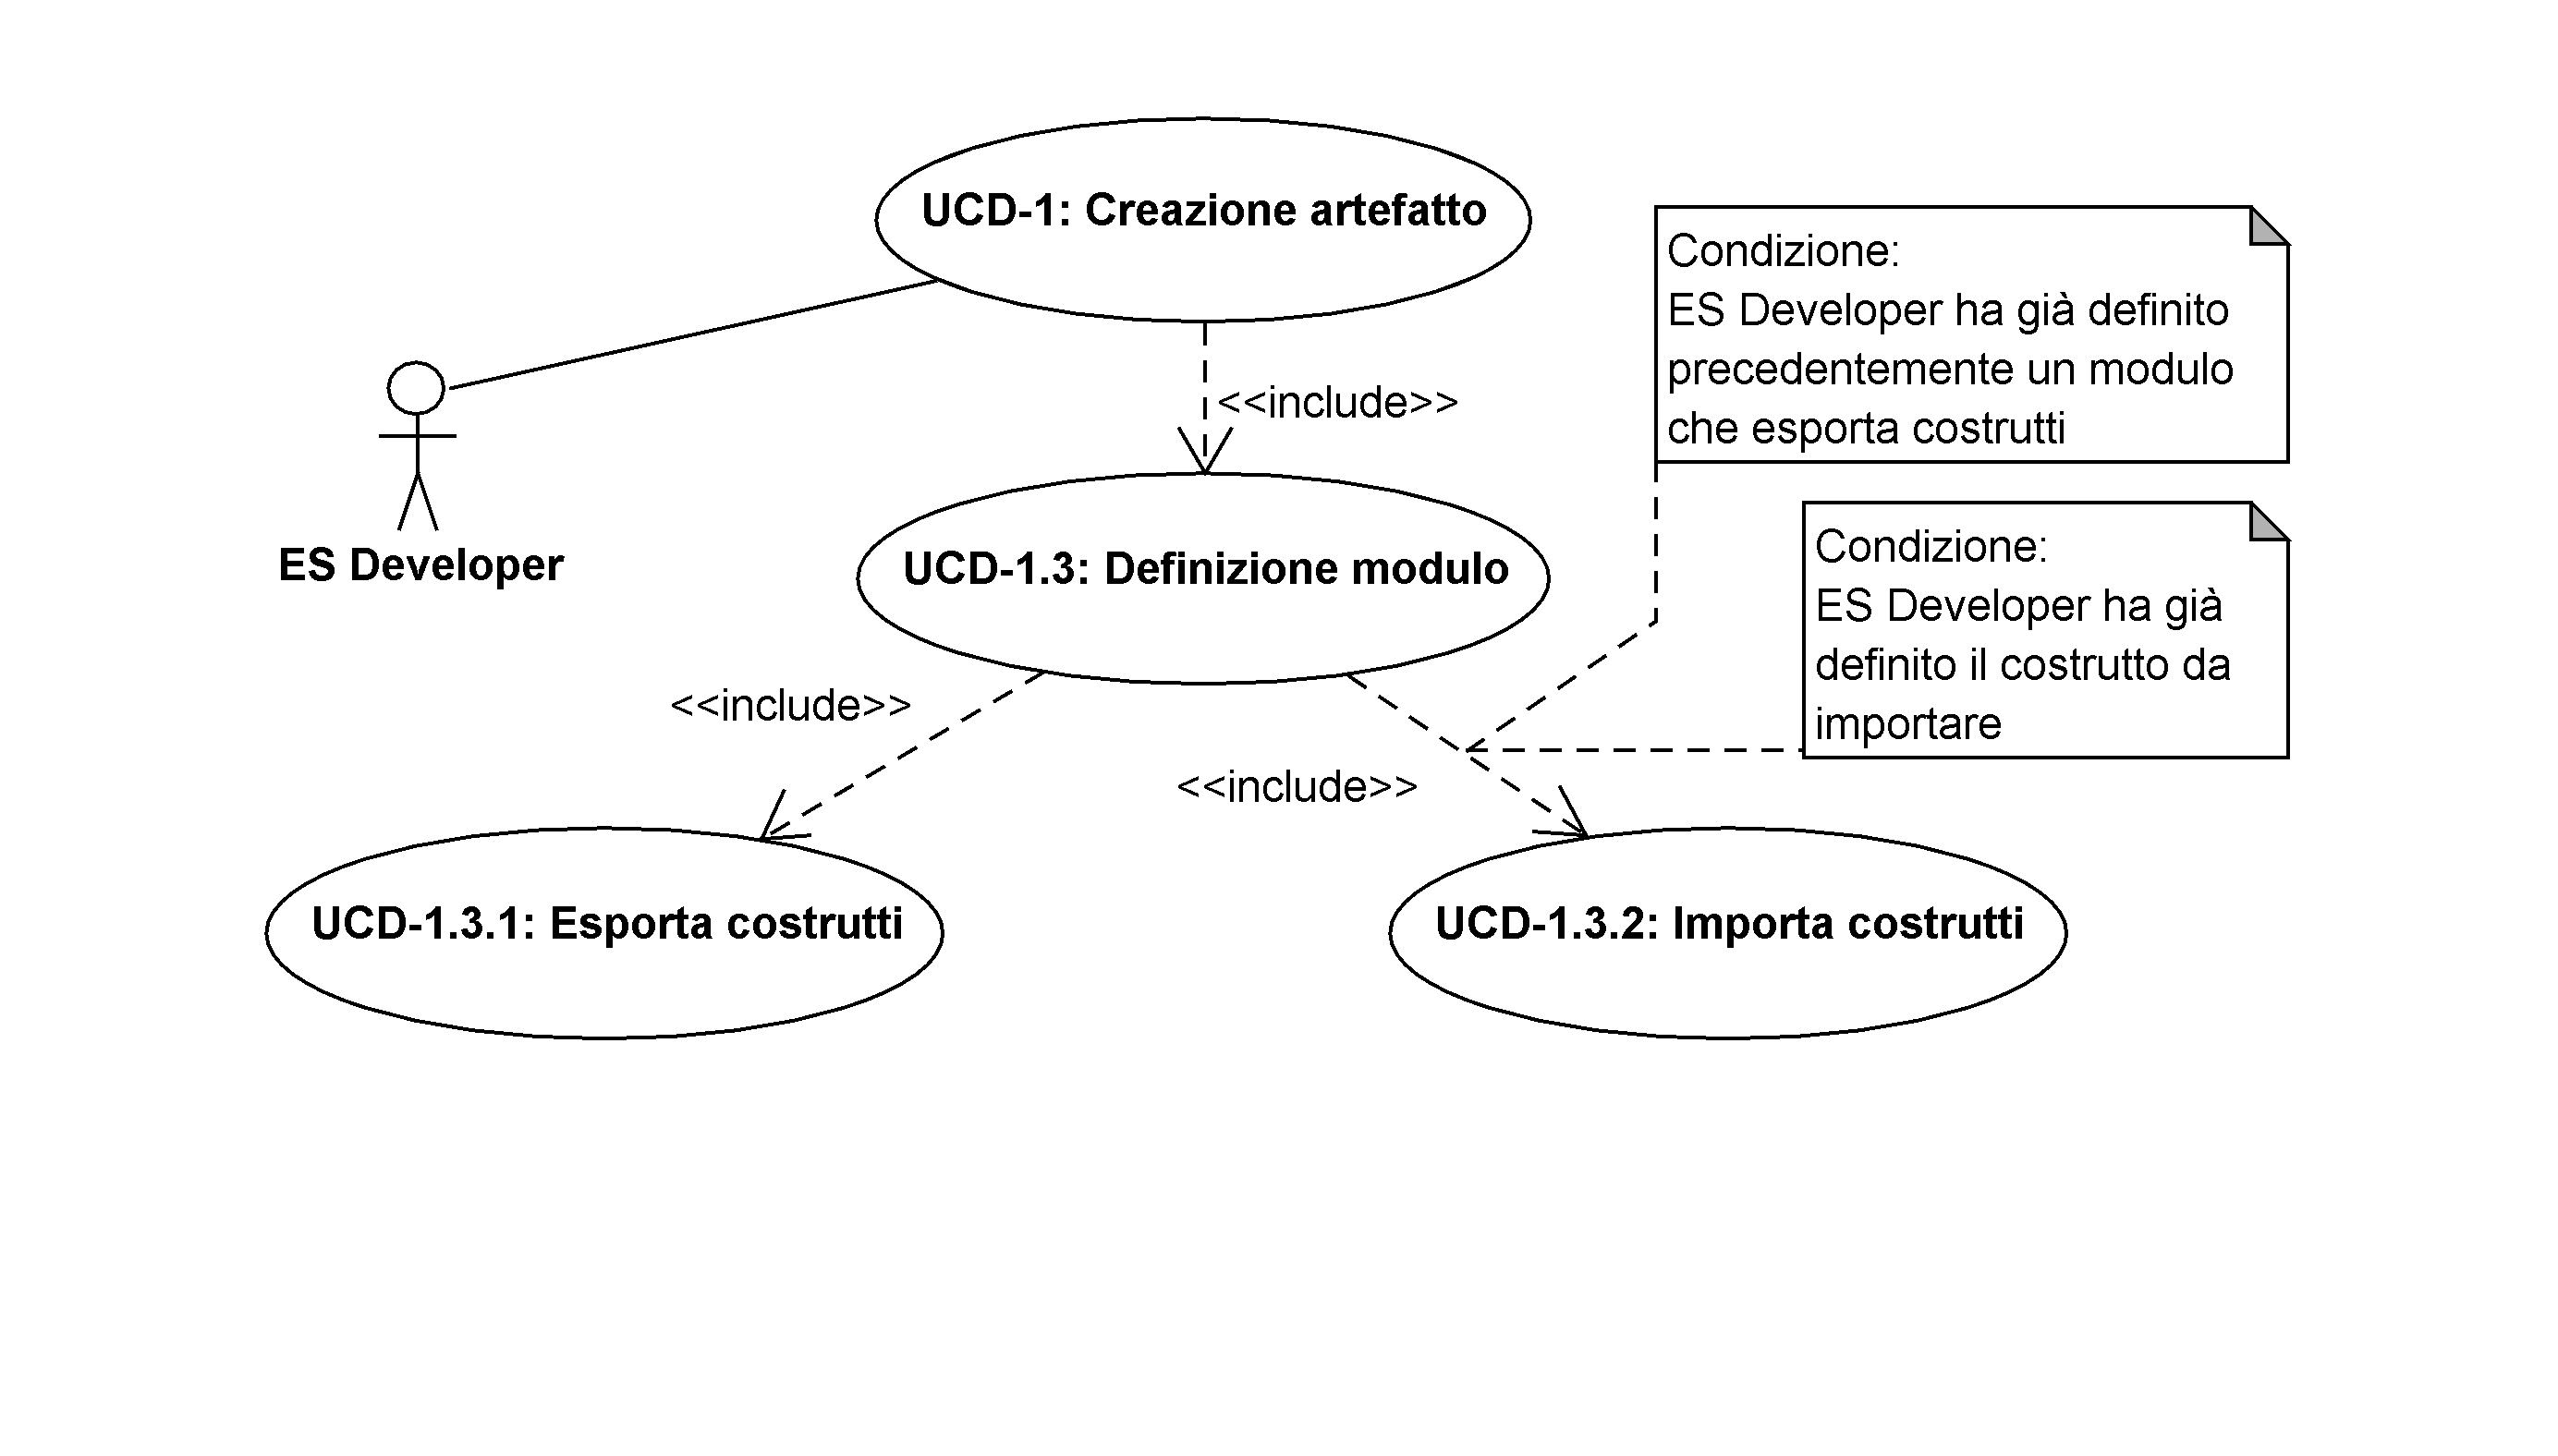 UCD-1: Creazione artefatto
Condizione:
ES Developer ha già definito
precedentemente un modulo
che esporta costrutti
<<include>>
ES Developer
UCD-1.3: Definizione modulo
Condizione:
ES Developer ha già
definito il costrutto da
importare
<<include>>
<<include>>
UCD-1.3.1: Esporta costrutti
UCD-1.3.2: Importa costrutti